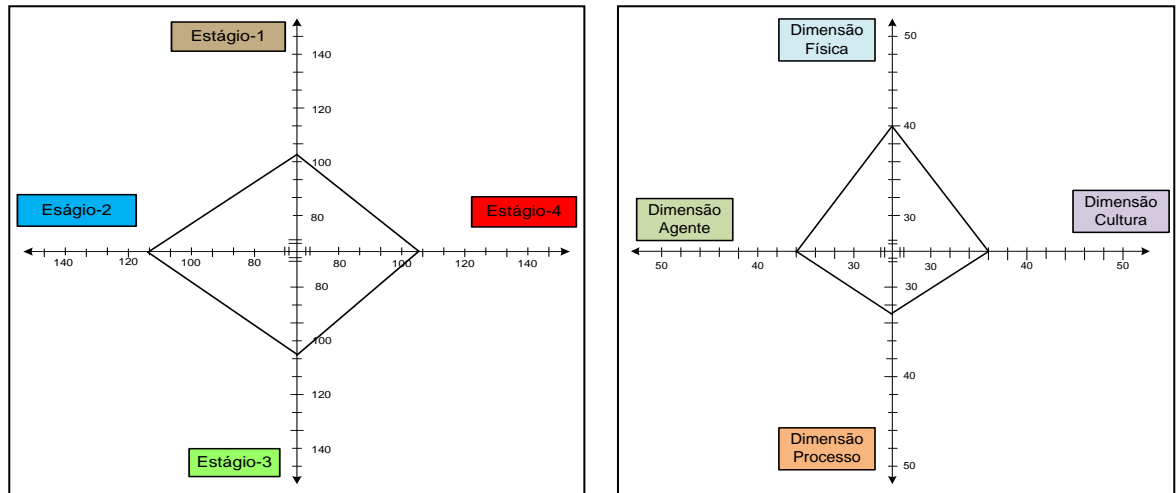 Estágio-1
140
120
100
80
Eságio-2
Estágio-4
140 120 100 80 80 100 120 140
80
100
120
140
Estágio-3
Dimensão
Física
50
40
30
Dimensão
Agente
Dimensão
Cultura
50 40 30 30 40 50
30
40
50
Dimensão
Processo